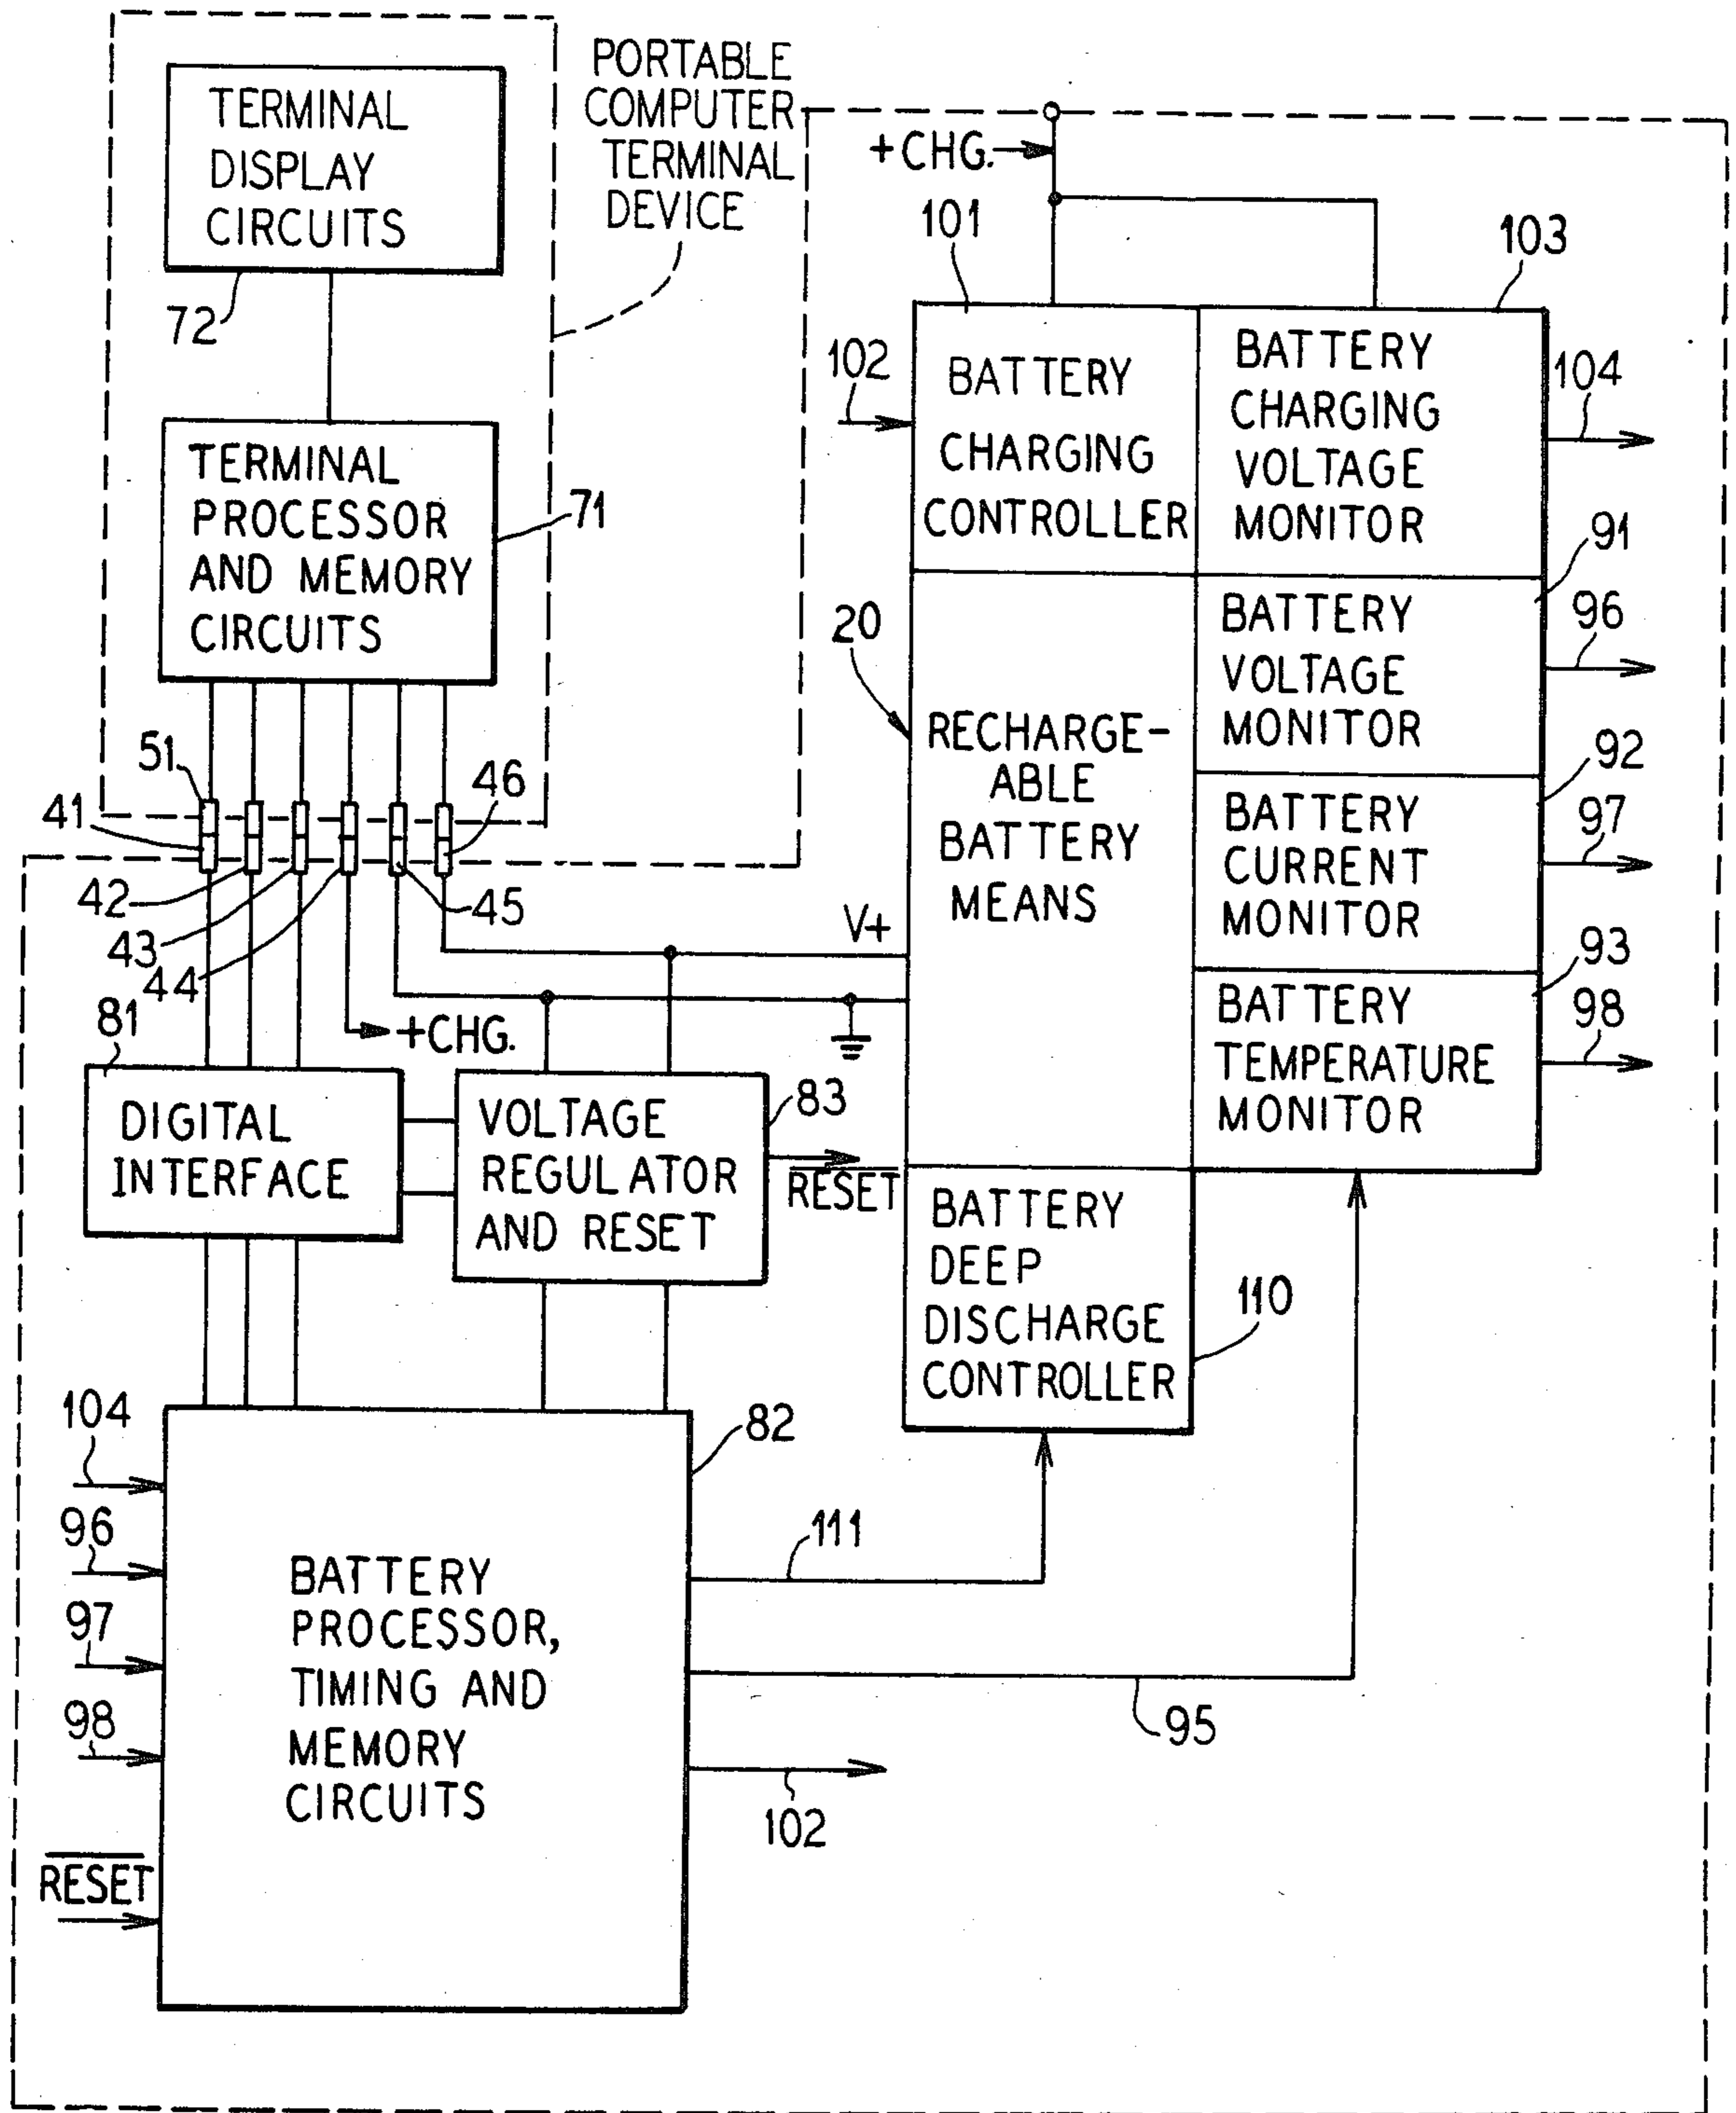 TERMINAL
DISPLAY
CIRCUITS
72
PORTABLE
COMPUTER
TERMINAL
DEVICE
TERMINAL
PROCESSOR
AND MEMORY
CIRCUITS
71
51
41
42
43
44
45
46
+CHG.
V+
81
DIGITAL
INTERFACE
VOLTAGE
REGULATOR
AND RESET
83
RESET
+CHG.
101
103
102
BATTERY
CHARGING
CONTROLLER
BATTERY
CHARGING
VOLTAGE
MONITOR
104
91
20
RECHARGE-
ABLE
BATTERY
MEANS
BATTERY
VOLTAGE
MONITOR
96
92
BATTERY
CURRENT
MONITOR
97
93
BATTERY
TEMPERATURE
MONITOR
98
BATTERY
DEEP
DISCHARGE
CONTROLLER
110
104
96
97
98
RESET
BATTERY
PROCESSOR,
TIMING AND
MEMORY
CIRCUITS
82
111
95
102